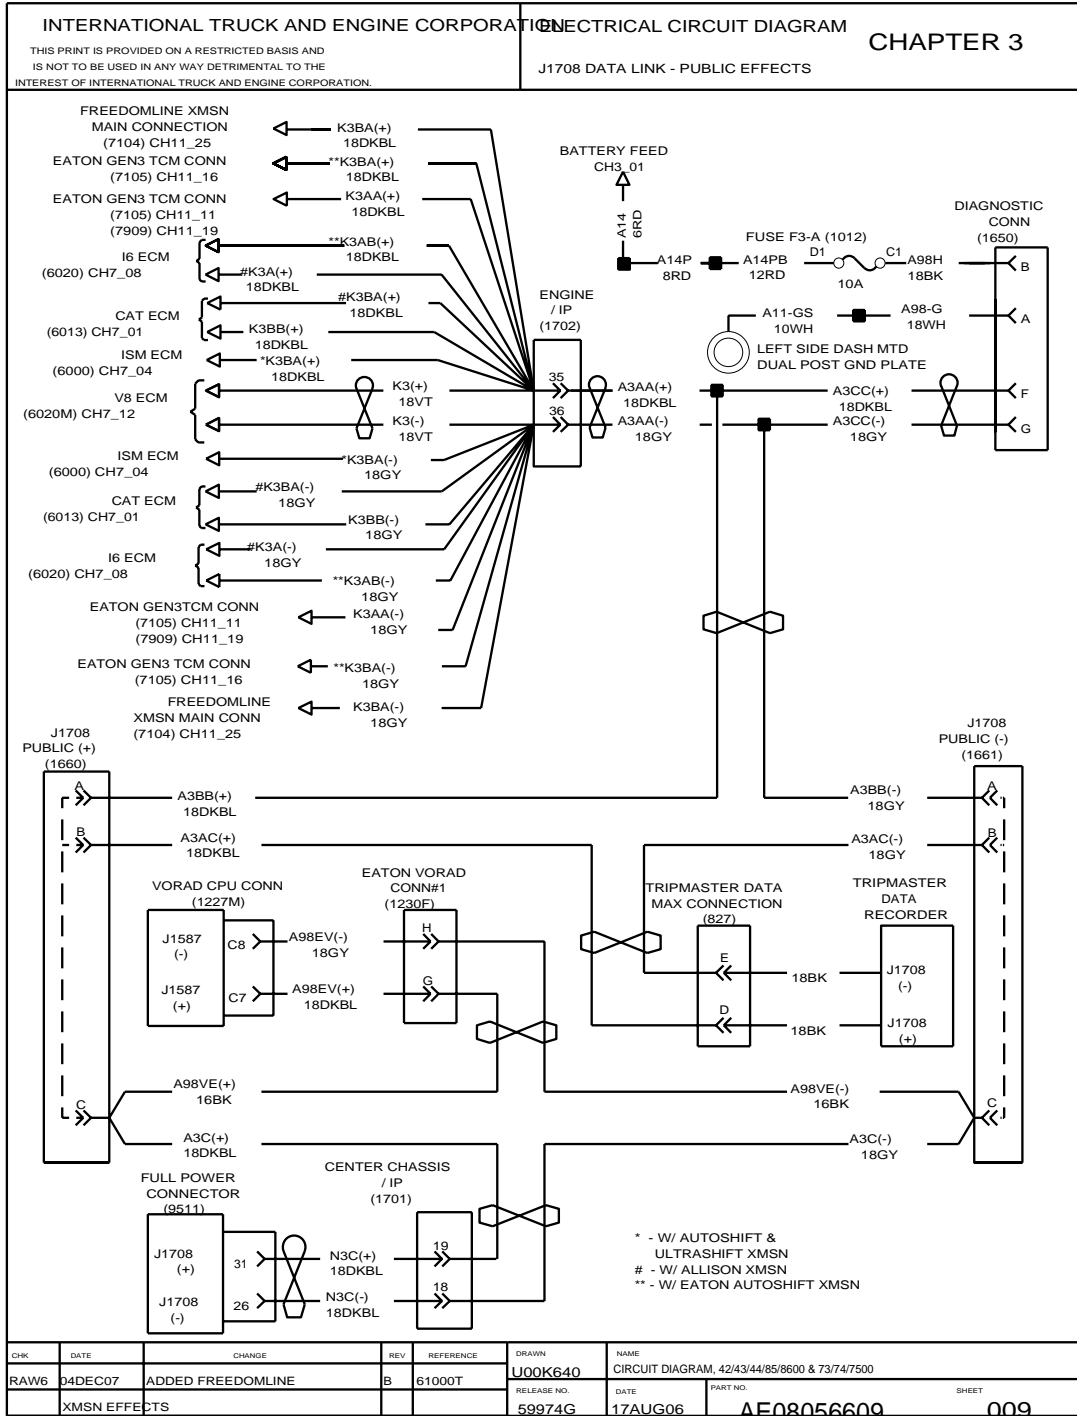 INTERNATIONAL TRUCK AND ENGINE CORPORATION
THIS PRINT IS PROVIDED ON A RESTRICTED BASIS AND
IS NOT TO BE USED IN ANY WAY DETRIMENTAL TO THE
INTEREST OF INTERNATIONAL TRUCK AND ENGINE CORPORATION.
ELECTRICAL CIRCUIT DIAGRAM
CHAPTER 3
J1708 DATA LINK - PUBLIC EFFECTS
FREEDOMLINE XMSN
MAIN CONNECTION
(7104) CH11_25
K3BA(+)
18DKBL
EATON GEN3 TCM CONN
(7105) CH11_16
**K3BA(+)
18DKBL
EATON GEN3 TCM CONN
(7105) CH11_11
(7909) CH11_19
K3AA(+)
18DKBL
I6 ECM
(6020) CH7_08
**K3AB(+)
18DKBL
#K3A(+)
18DKBL
CAT ECM
(6013) CH7_01
#K3BA(+)
18DKBL
K3BB(+)
18DKBL
ISM ECM
(6000) CH7_04
*K3BA(+)
18DKBL
V8 ECM
(6020M) CH7_12
K3(+)
18VT
K3(-)
18VT
ISM ECM
(6000) CH7_04
*K3BA(-)
18GY
CAT ECM
(6013) CH7_01
#K3BA(-)
18GY
K3BB(-)
18GY
I6 ECM
(6020) CH7_08
#K3A(-)
18GY
**K3AB(-)
18GY
EATON GEN3TCM CONN
(7105) CH11_11
(7909) CH11_19
K3AA(-)
18GY
EATON GEN3 TCM CONN
(7105) CH11_16
**K3BA(-)
18GY
FREEDOMLINE
XMSN MAIN CONN
(7104) CH11_25
K3BA(-)
18GY
ENGINE
/ IP
(1702)
35
36
BATTERY FEED
CH3_01
A14
6RD
A14P
8RD
A14PB
12RD
FUSE F3-A (1012)
D1
C1
10A
A98H
18BK
DIAGNOSTIC
CONN
(1650)
B
A
F
G
A11-GS
10WH
A98-G
18WH
LEFT SIDE DASH MTD
DUAL POST GND PLATE
A3AA(+)
18DKBL
A3AA(-)
18GY
A3CC(+)
18DKBL
A3CC(-)
18GY
J1708
PUBLIC (+)
(1660)
A
B
C
A3BB(+)
18DKBL
A3AC(+)
18DKBL
J1708
PUBLIC (-)
(1661)
A
B
C
A3BB(-)
18GY
A3AC(-)
18GY
VORAD CPU CONN
(1227M)
J1587
(-)
J1587
(+)
C8
C7
A98EV(-)
18GY
A98EV(+)
18DKBL
EATON VORAD
CONN#1
(1230F)
H
G
TRIPMASTER DATA
MAX CONNECTION
(827)
E
D
18BK
18BK
TRIPMASTER
DATA
RECORDER
J1708
(-)
J1708
(+)
A98VE(+)
16BK
A98VE(-)
16BK
A3C(+)
18DKBL
A3C(-)
18GY
FULL POWER
CONNECTOR
(9511)
J1708
(+)
J1708
(-)
31
26
N3C(+)
18DKBL
N3C(-)
18DKBL
CENTER CHASSIS
/ IP
(1701)
19
18
* - W/ AUTOSHIFT &
ULTRASHIFT XMSN
# - W/ ALLISON XMSN
** - W/ EATON AUTOSHIFT XMSN
CHK DATE CHANGE REV REFERENCE
RAW6 04DEC07 ADDED FREEDOMLINE B 61000T
XMSN EFFECTS
DRAWN
U00K640
NAME
CIRCUIT DIAGRAM, 42/43/44/85/8600 & 73/74/7500
RELEASE NO.
59974G
DATE
17AUG06
PART NO.
AE08056609
SHEET
009